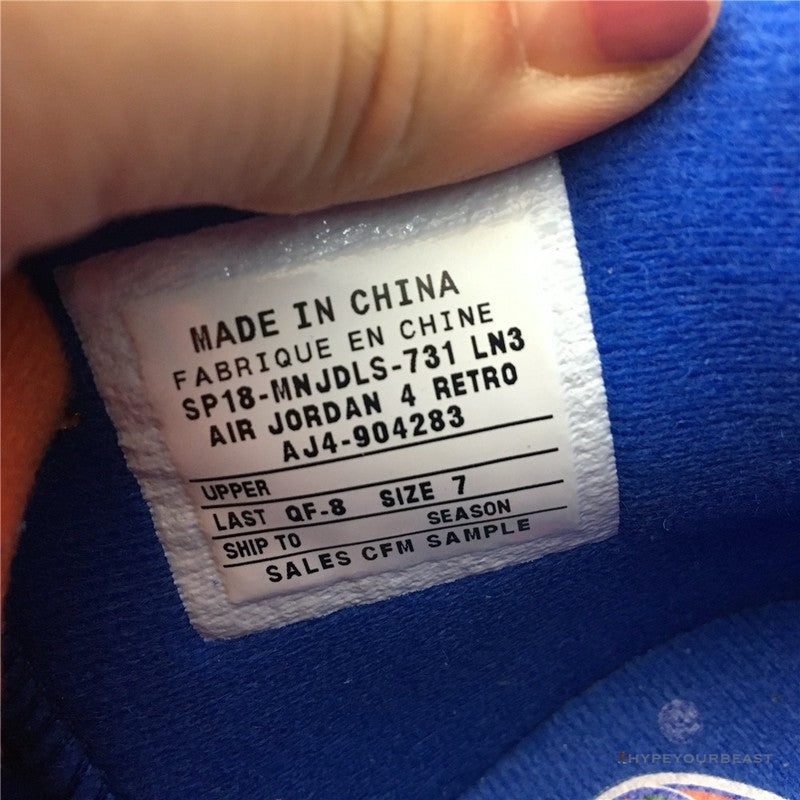 MADE IN CHINA
FABRIQUE EN CHINE
SP18-MNJDLS-731 LN3
AIR JORDAN 4 RETRO
AJ4-904283
UPPER
LAST QF-8 SIZE 7
SHIP TO SEASON
SALES CFM SAMPLE
HYPEYOURBEAST